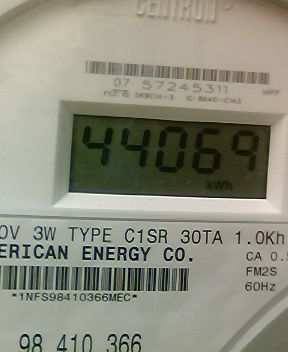 CENTRON®
07 57245311
44069
kWh
0V 3W TYPE C1SR 30TA 1.0Kh
ERICAN ENERGY CO.
CA 0.5
FM2S
*1NFS98410366MEC*
60Hz
98 410 366